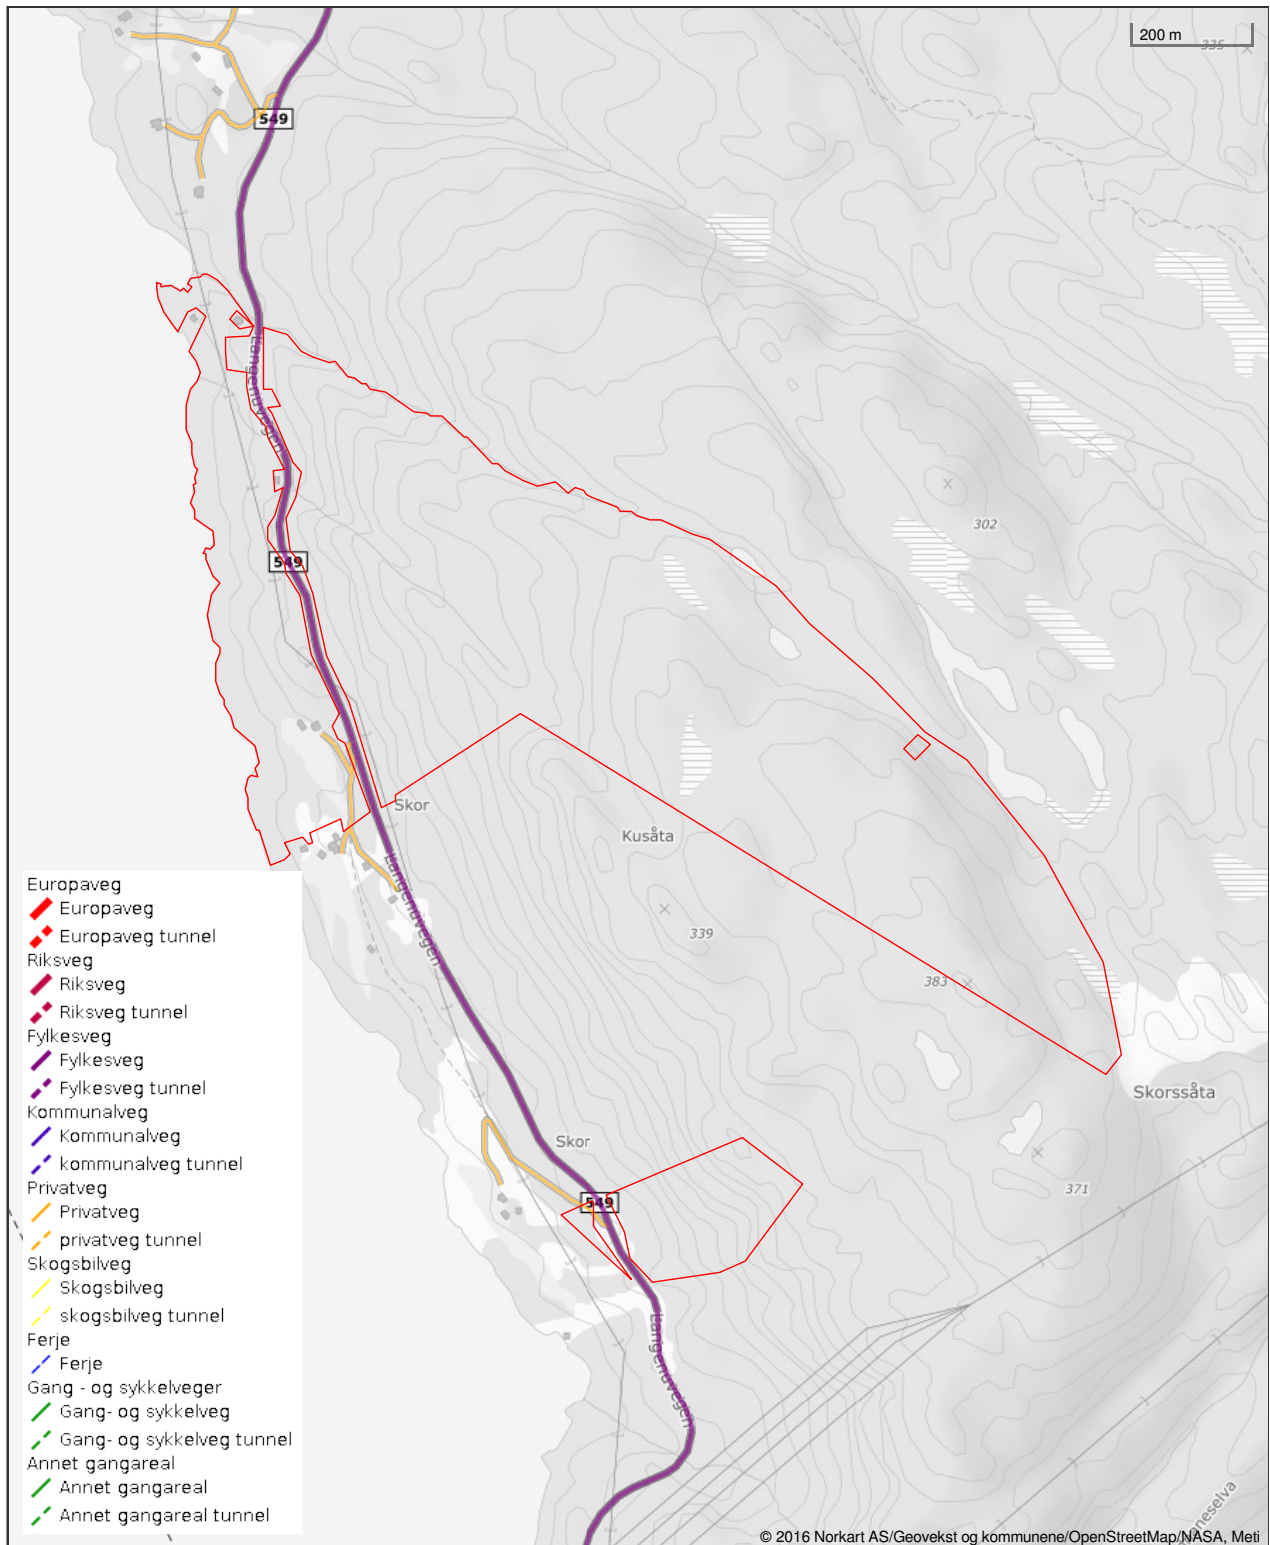 200 m
335
549
Langenuvegen
302
549
Skor
Kusåta
Langenuvegen
339
383
Skorssåta
Skor
371
549
Langenuvegen
Europaveg
Europaveg
Europaveg tunnel
Riksveg
Riksveg
Riksveg tunnel
Fylkesveg
Fylkesveg
Fylkesveg tunnel
Kommunalveg
Kommunalveg
kommunalveg tunnel
Privatveg
Privatveg
privatveg tunnel
Skogsbilveg
Skogsbilveg
skogsbilveg tunnel
Ferje
Ferje
Gang - og sykkelveger
Gang- og sykkelveg
Gang- og sykkelveg tunnel
Annet gangareal
Annet gangareal
Annet gangareal tunnel
© 2016 Norkart AS/Geovekst og kommunene/OpenStreetMap/NASA, Meti